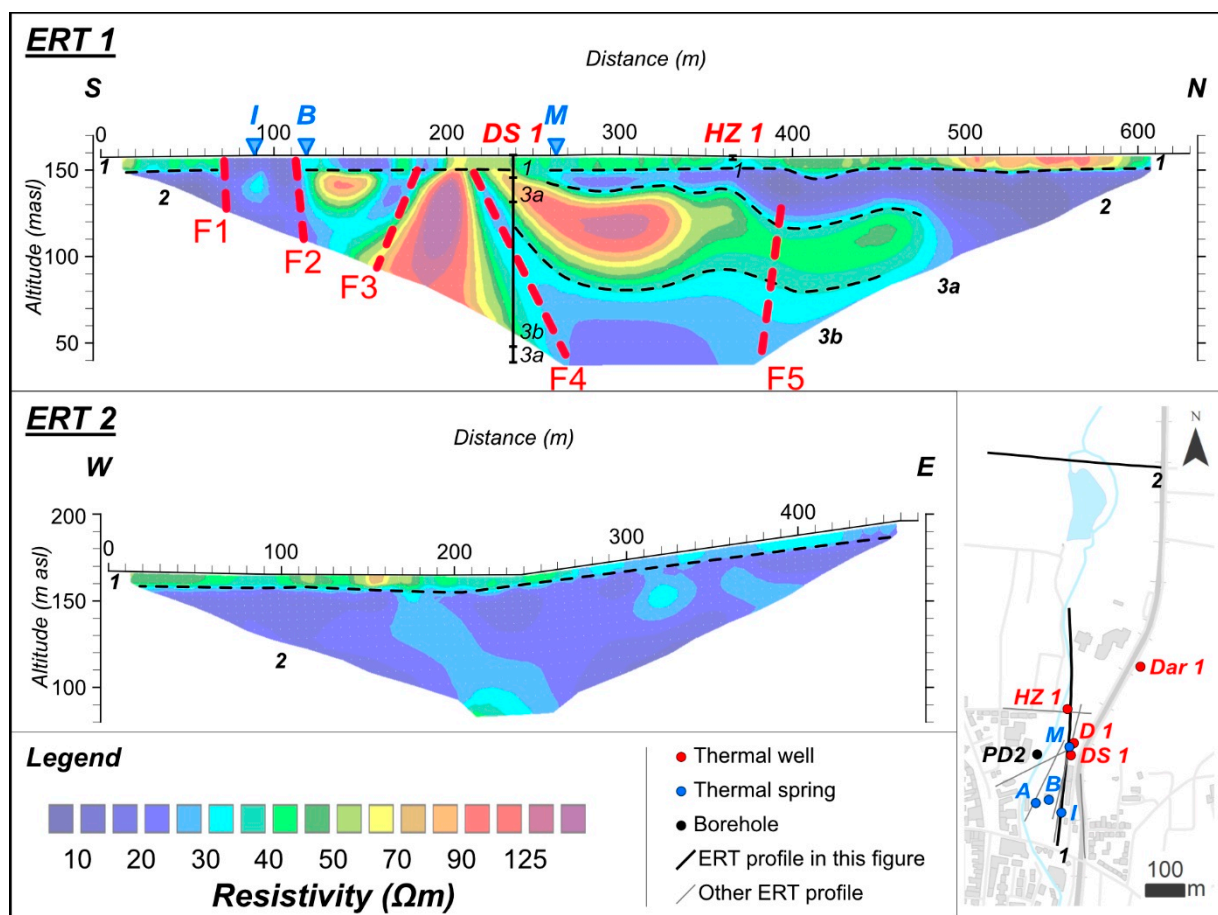 ERT 1
Distance (m)
S
N
I
B
DS 1
M
HZ 1
0
100
200
300
400
500
600
Altitude (masl)
150
100
50
1
1
1
1
2
2
3a
3a
3b
3b
3a
F1
F2
F3
F4
F5
ERT 2
Distance (m)
W
E
0
100
200
300
400
Altitude (m asl)
200
150
100
1
2
N
2
Dar 1
HZ 1
M
D 1
PD2
DS 1
A
B
I
1
100
m
Legend
10 20 30 40 50 70 90 125
Resistivity (Ωm)
Thermal well
Thermal spring
Borehole
ERT profile in this figure
Other ERT profile